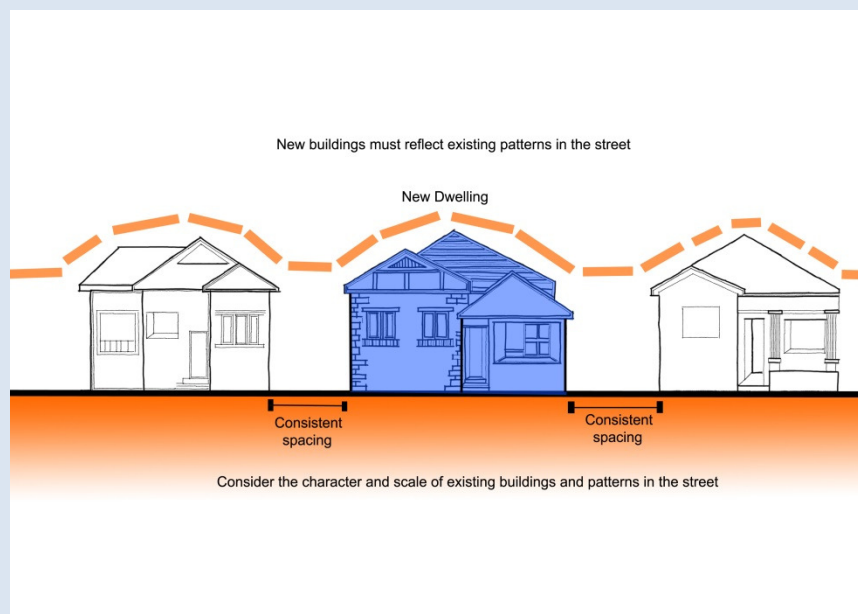 New buildings must reflect existing patterns in the street
New Dwelling
Consistent
spacing
Consistent
spacing
Consider the character and scale of existing buildings and patterns in the street